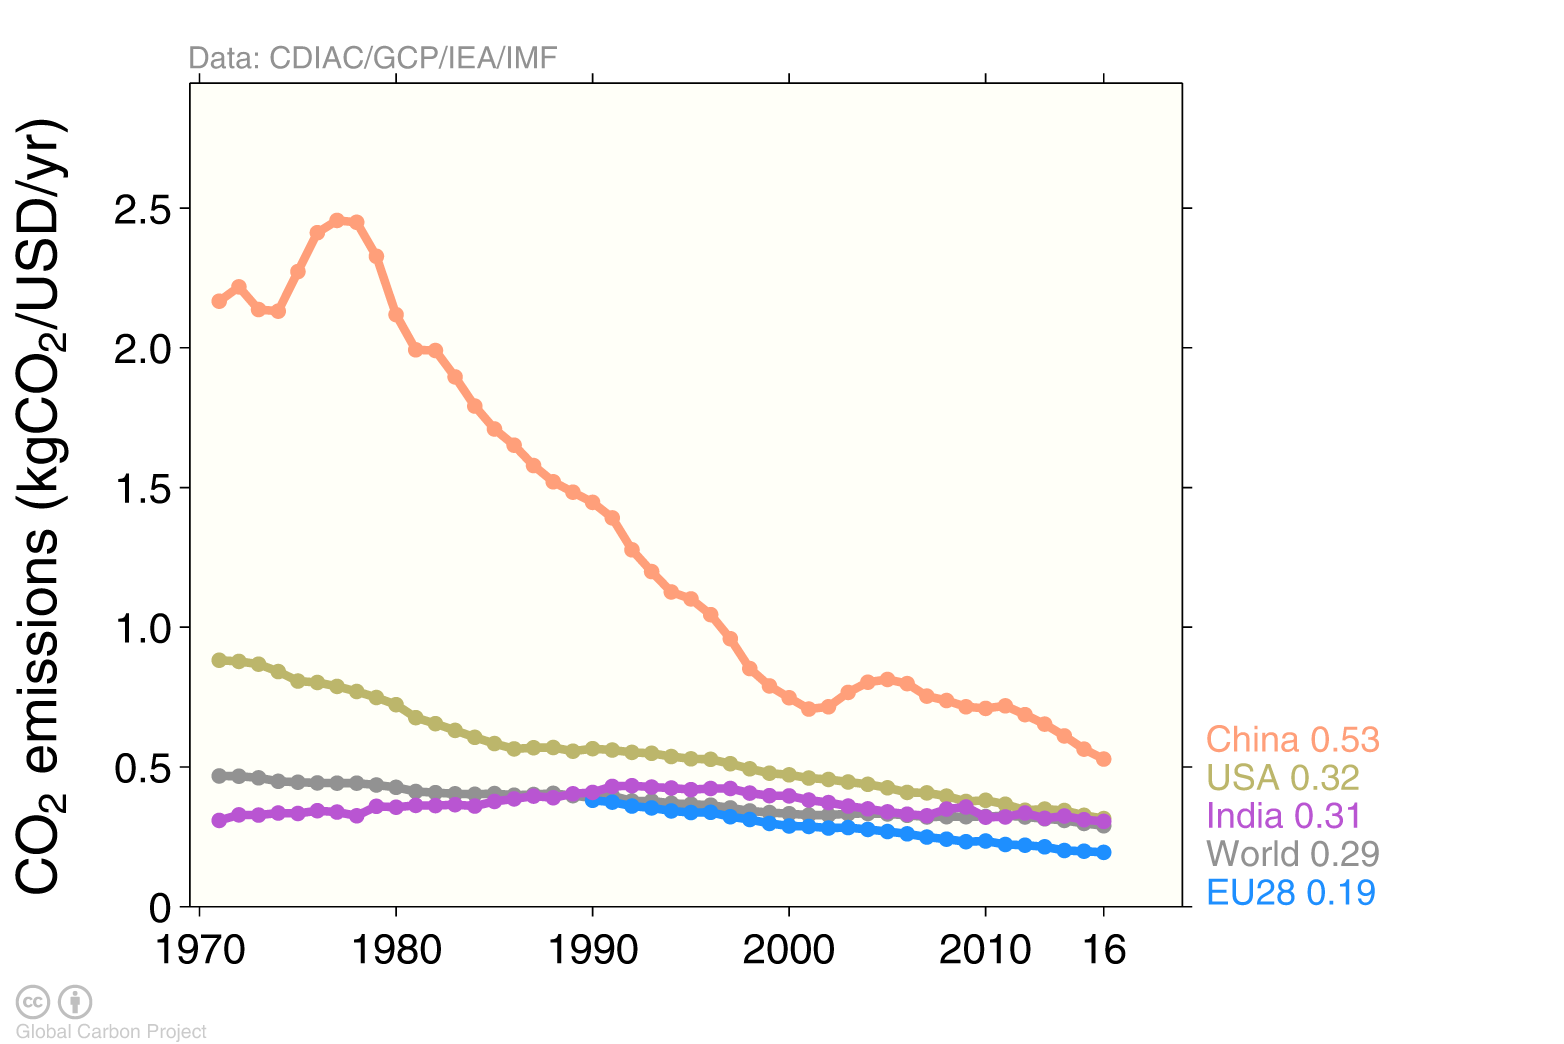 Data: CDIAC/GCP/IEA/IMF
CO₂ emissions (kgCO₂/USD/yr)
2.5
2.0
1.5
1.0
0.5
0
1970 1980 1990 2000 2010 16
China 0.53
USA 0.32
India 0.31
World 0.29
EU28 0.19
cc
Global Carbon Project